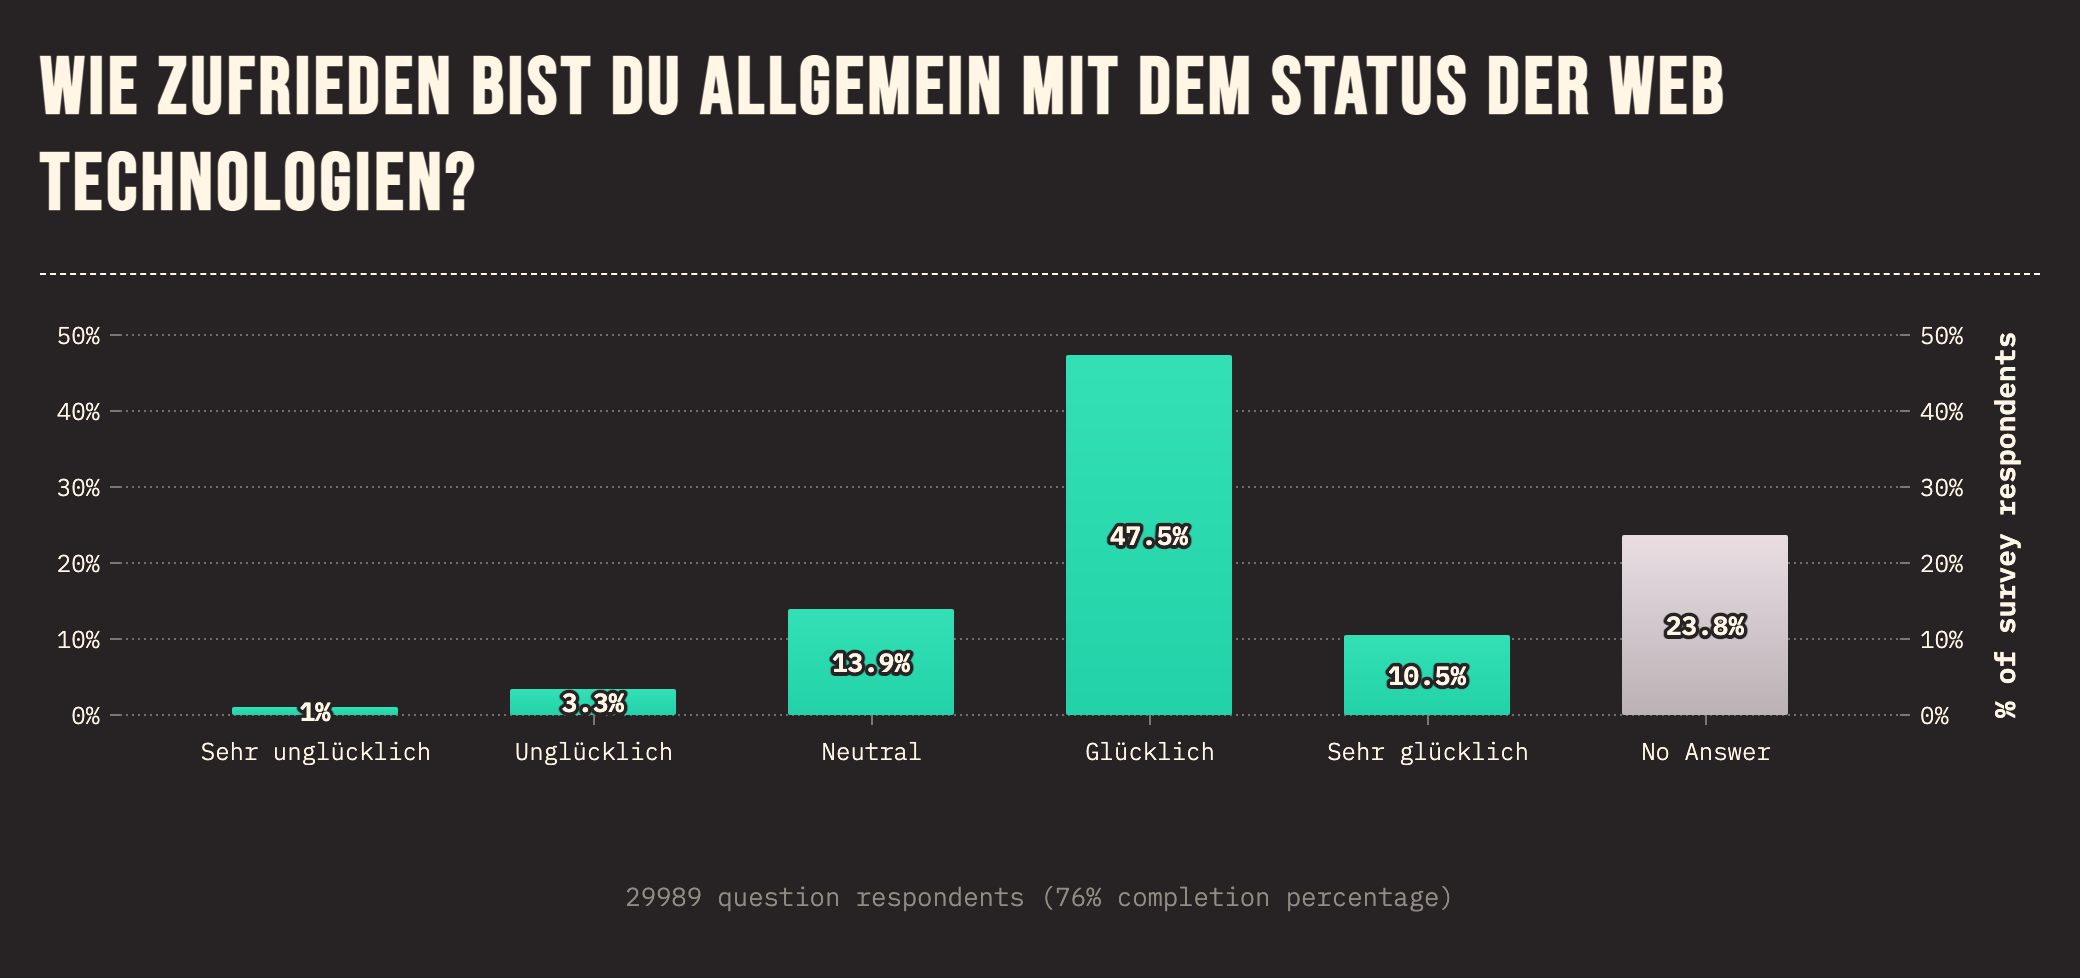 WIE ZUFRIEDEN BIST DU ALLGEMEIN MIT DEM STATUS DER WEB
TECHNOLOGIEN?
50%
40%
30%
20%
10%
0%
1%
3.3%
13.9%
47.5%
10.5%
23.8%
50%
40%
30%
20%
10%
0%
% of survey respondents
Sehr unglücklich
Unglücklich
Neutral
Glücklich
Sehr glücklich
No Answer
29989 question respondents (76% completion percentage)